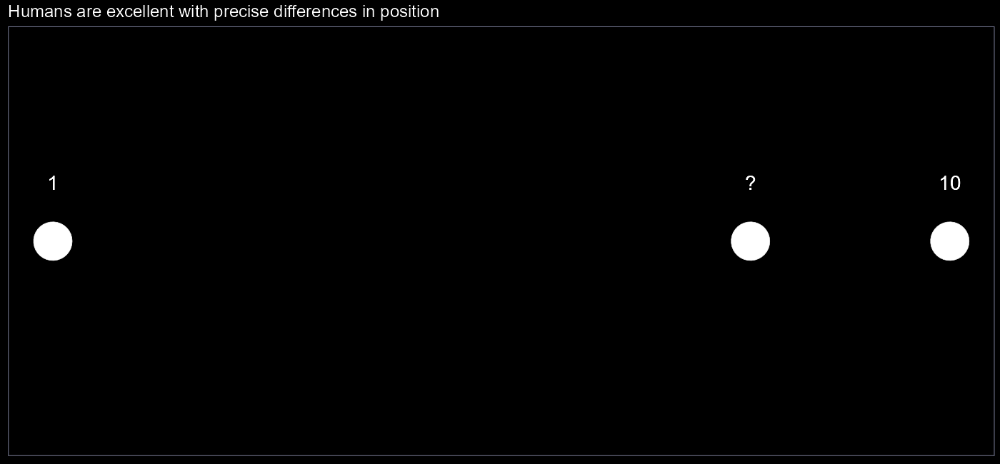 Humans are excellent with precise differences in position
1 ? 10